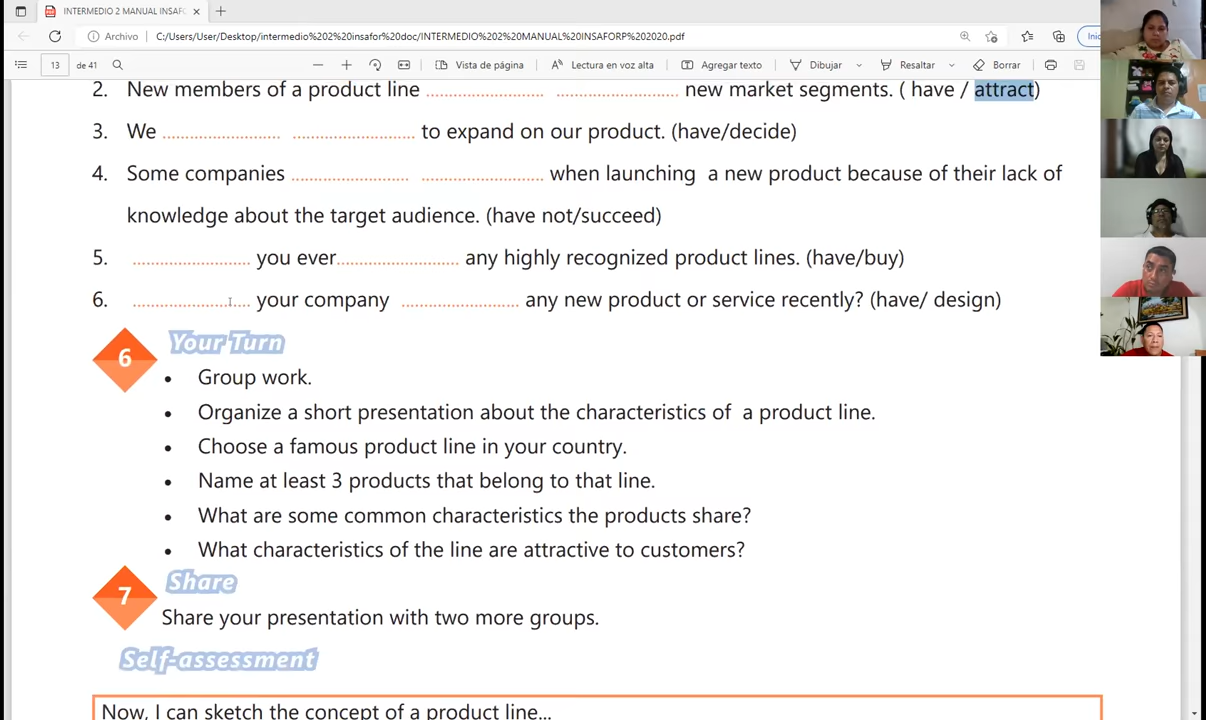 INTERMEDIO 2 MANUAL INSAFO
Archivo C:/Users/User/Desktop/intermedio%202%20insafor%20doc/INTERMEDIO%202%20MANUAL%20INSAFORP%202020.pdf
13 de 41 Vista de página Lectura en voz alta Agregar texto Dibujar Resaltar Borrar
2. New members of a product line .......................... ........................... new market segments. ( have / attract)
3. We .......................... ........................... to expand on our product. (have/decide)
4. Some companies .......................... ........................... when launching a new product because of their lack of
knowledge about the target audience. (have not/succeed)
5. .......................... you ever........................... any highly recognized product lines. (have/buy)
6. .......................... your company .......................... any new product or service recently? (have/ design)
6 Your Turn
• Group work.
• Organize a short presentation about the characteristics of a product line.
• Choose a famous product line in your country.
• Name at least 3 products that belong to that line.
• What are some common characteristics the products share?
• What characteristics of the line are attractive to customers?
7 Share
Share your presentation with two more groups.
Self-assessment
Now, I can sketch the concept of a product line...